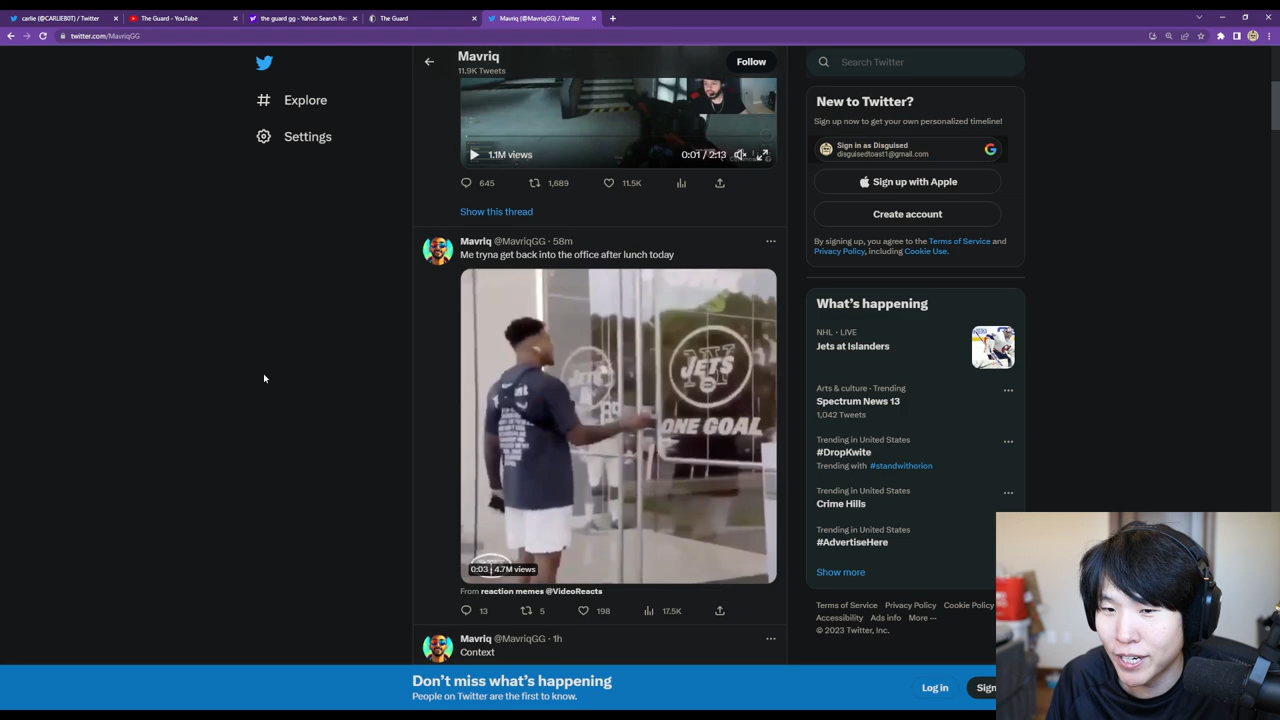 carlie (@CARLIEB0T) / Twitter
The Guard - YouTube
the guard gg - Yahoo Search Res
The Guard
Mavriq (@MavriqGG) / Twitter
twitter.com/MavriqGG
Explore
Settings
Mavriq
11.9K Tweets
Follow
1.1M views
0:01 / 2:13
645
1,689
11.5K
Show this thread
Mavriq @MavriqGG · 58m
Me tryna get back into the office after lunch today
JETS
ONE GOAL
0:03 | 4.7M views
From reaction memes @VideoReacts
13
5
198
17.5K
Mavriq @MavriqGG · 1h
Context
Search Twitter
New to Twitter?
Sign up now to get your own personalized timeline!
Sign in as Disguised
disguisedtoast1@gmail.com
Sign up with Apple
Create account
By signing up, you agree to the Terms of Service and
Privacy Policy, including Cookie Use.
What's happening
NHL · LIVE
Jets at Islanders
Arts & culture · Trending
Spectrum News 13
1,042 Tweets
Trending in United States
#DropKwite
Trending with #standwithorion
Trending in United States
Crime Hills
Trending in United States
#AdvertiseHere
Show more
Terms of Service Privacy Policy Cookie Policy
Accessibility Ads info More ···
© 2023 Twitter, Inc.
Don't miss what's happening
People on Twitter are the first to know.
Log in
Sign